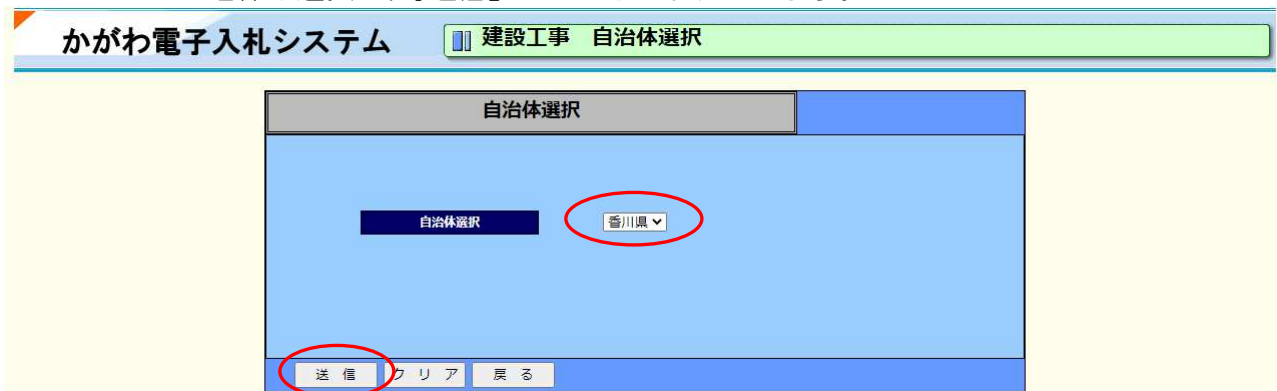 かがわ電子入札システム
建設工事　自治体選択
自治体選択
自治体選択
香川県
送 信
ク リ ア
戻 る